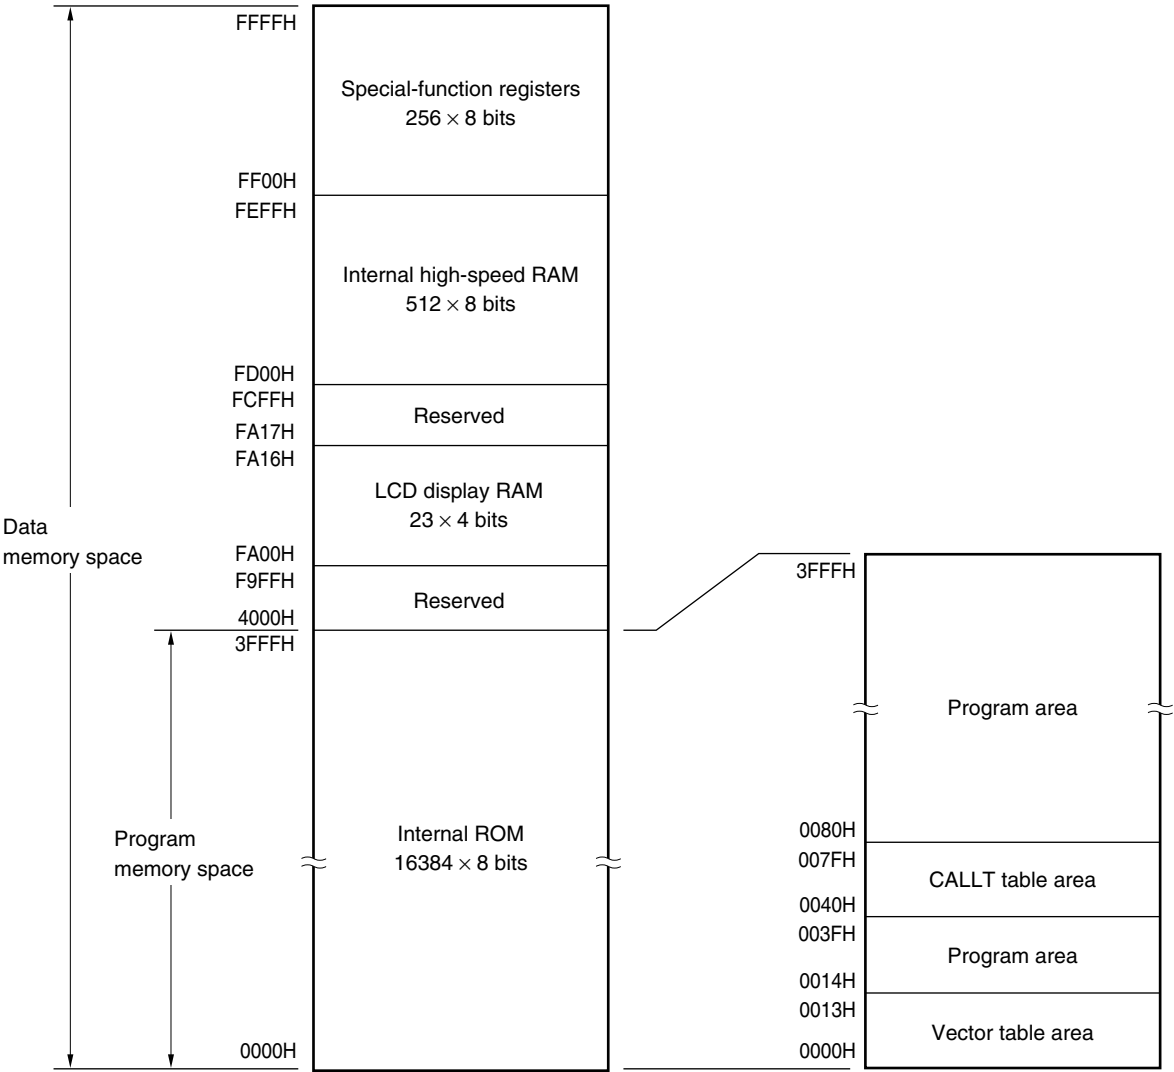 FFFFH
Special-function registers
256 × 8 bits
FF00H
FEFFH
Internal high-speed RAM
512 × 8 bits
FD00H
FCFFH
Reserved
FA17H
FA16H
LCD display RAM
23 × 4 bits
Data
memory space
FA00H
F9FFH
Reserved
4000H
3FFFH
Program
memory space
Internal ROM
16384 × 8 bits
0000H
3FFFH
Program area
0080H
007FH
CALLT table area
0040H
003FH
Program area
0014H
0013H
Vector table area
0000H